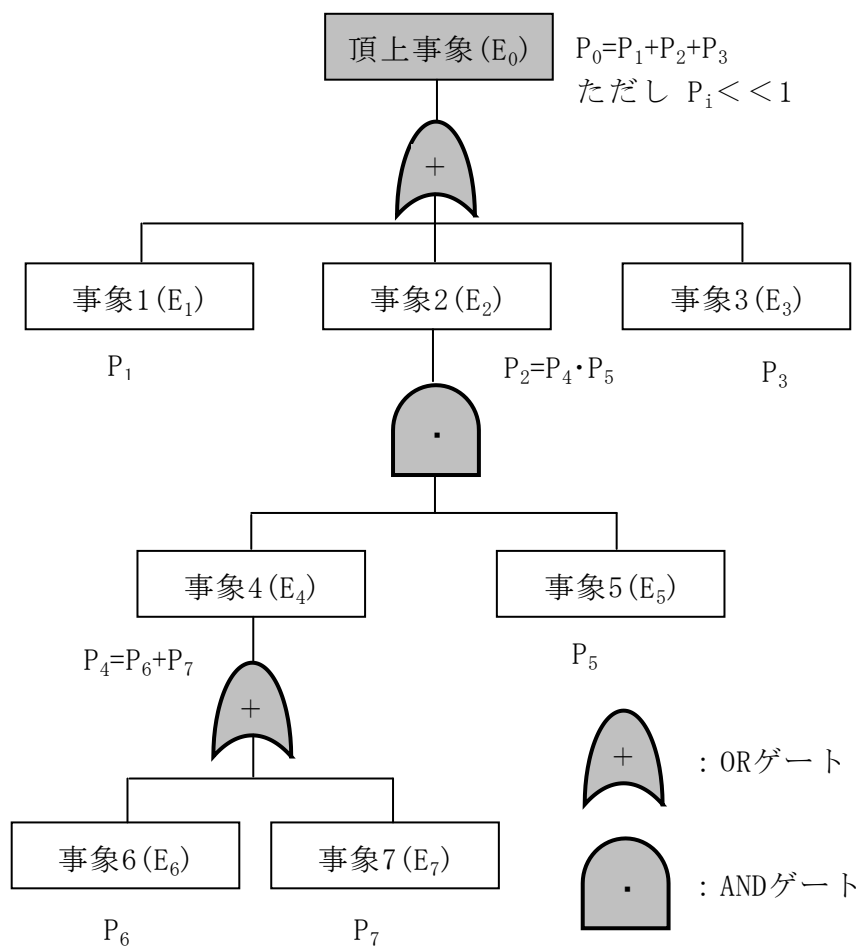 頂上事象(E₀)
P₀=P₁+P₂+P₃
ただし P_i<<1
+
事象1(E₁)
事象2(E₂)
事象3(E₃)
P₁
P₂=P₄･P₅
P₃
･
事象4(E₄)
事象5(E₅)
P₄=P₆+P₇
P₅
+
+
:ORゲート
事象6(E₆)
事象7(E₇)
･
:ANDゲート
P₆
P₇